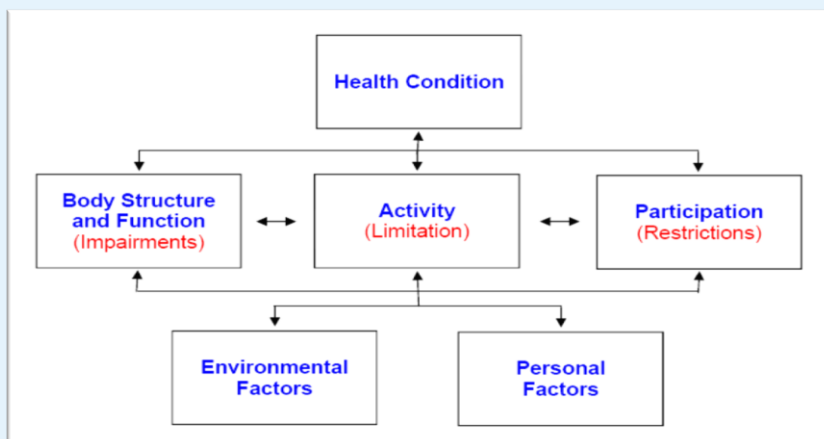 Health Condition
Body Structure
and Function
(Impairments)
Activity
(Limitation)
Participation
(Restrictions)
Environmental
Factors
Personal
Factors